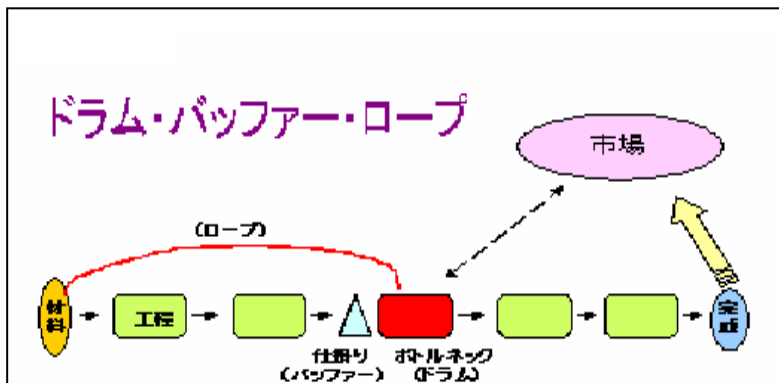 ドラム・バッファー・ロープ
市場
(ロープ)
材料
工程
完成
仕掛り
(バッファー)
ボトルネック
(ドラム)